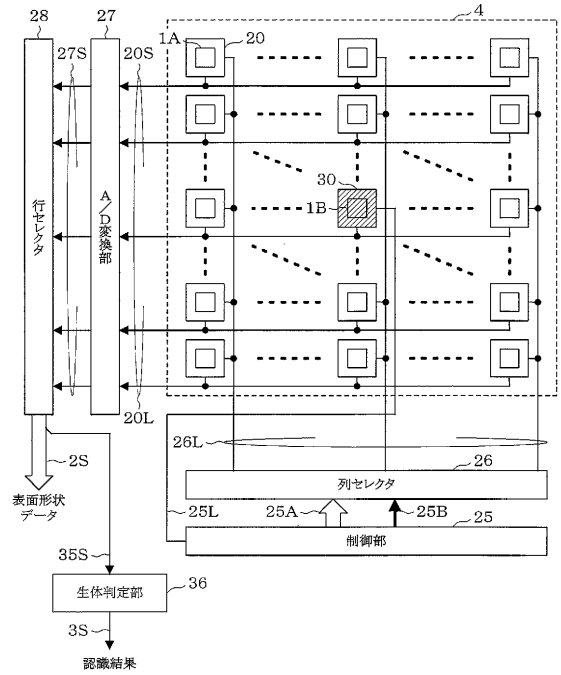 28
27
27S
20S
1A
20
4
行セレクタ
A/D変換部
30
1B
20L
26L
26
2S
列セレクタ
表面形状
データ
25L
25A
25B
25
制御部
35S
生体判定部
36
3S
認識結果